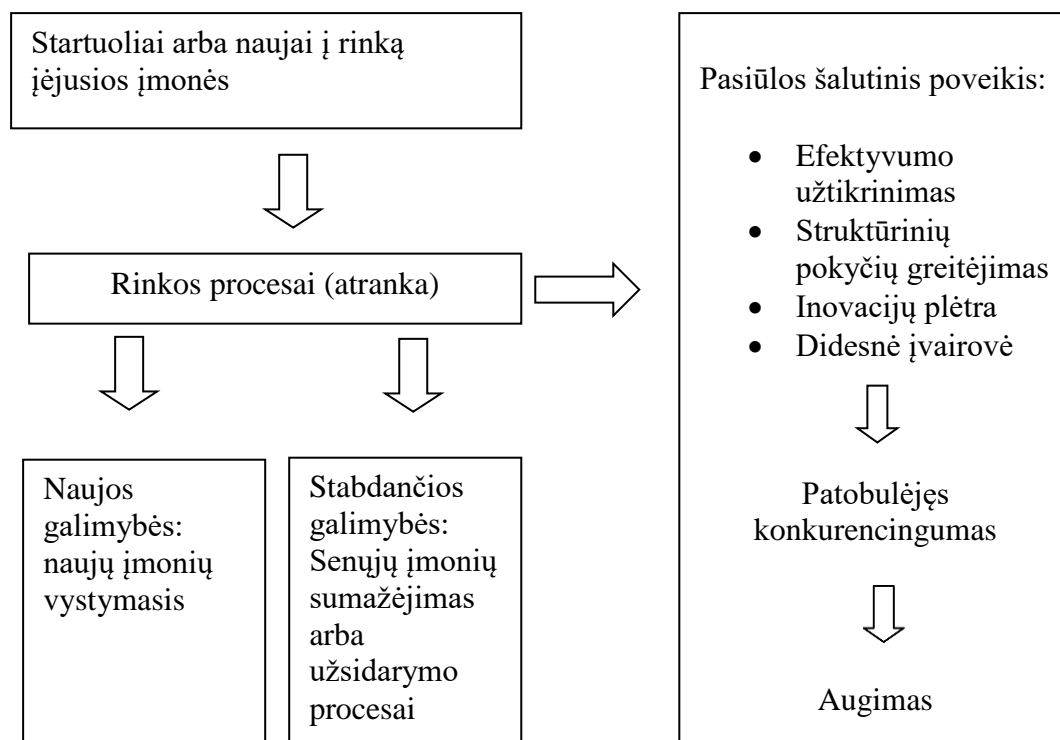 Startuoliai arba naujai į rinką
įėjusios įmonės
Rinkos procesai (atranka)
Naujos
galimybės:
naujų įmonių
vystymasis
Stabdančios
galimybės:
Senųjų įmonių
sumažėjimas
arba
užsidarymo
procesai
Pasiūlos šalutinis poveikis:
• Efektyvumo
užtikrinimas
• Struktūrinių
pokyčių greitėjimas
• Inovacijų plėtra
• Didesnė įvairovė
Patobulėjęs
konkurencingumas
Augimas